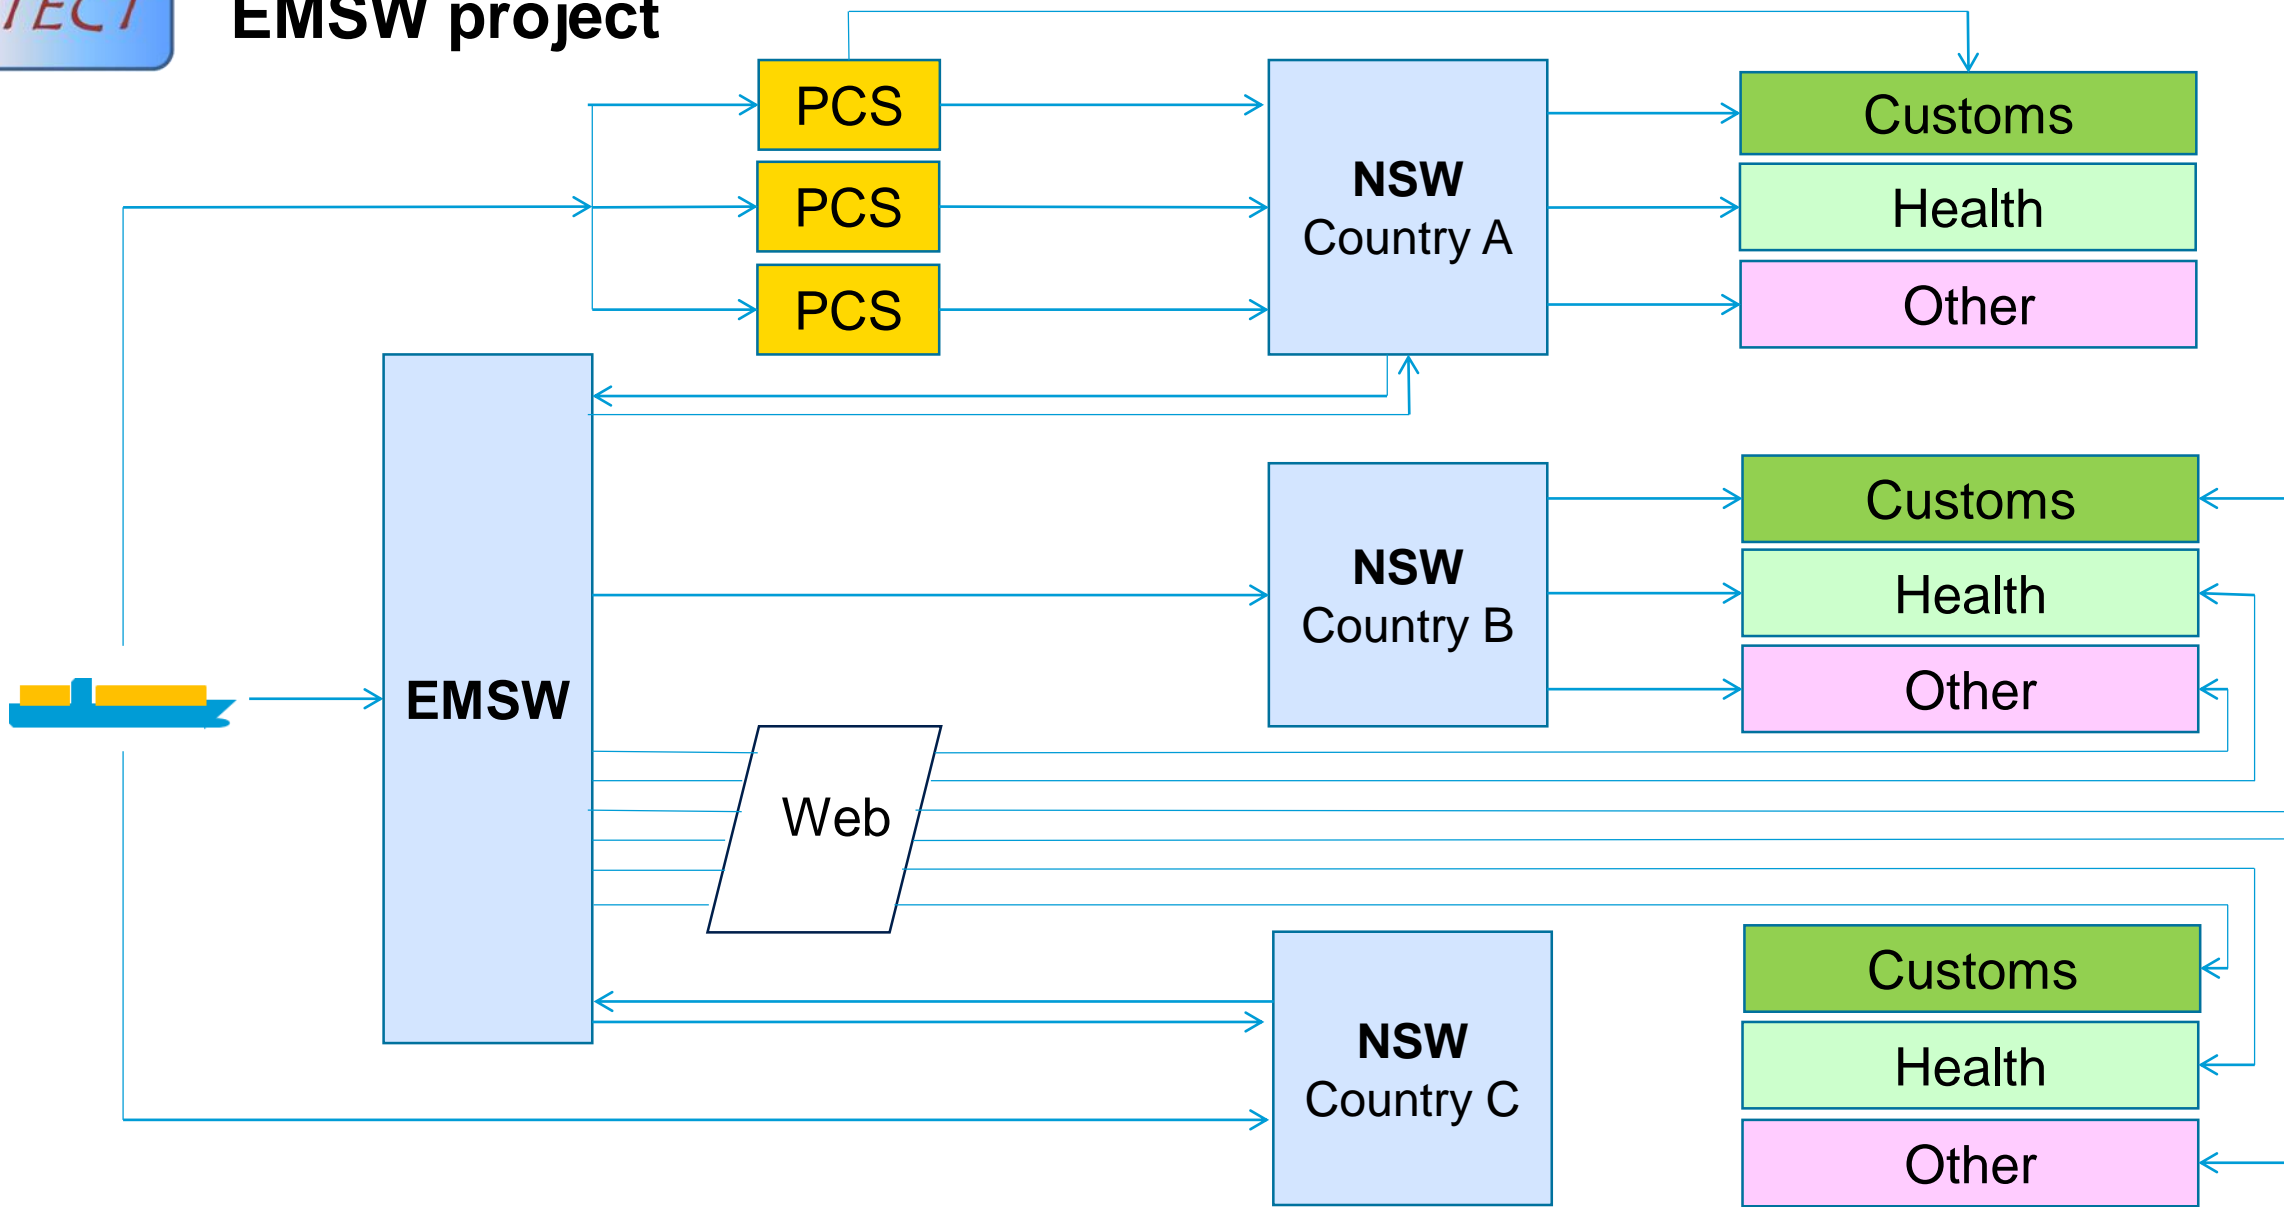 EMSW project
PCS
PCS
PCS
NSW
Country A
Customs
Health
Other
EMSW
NSW
Country B
Customs
Health
Other
Web
NSW
Country C
Customs
Health
Other